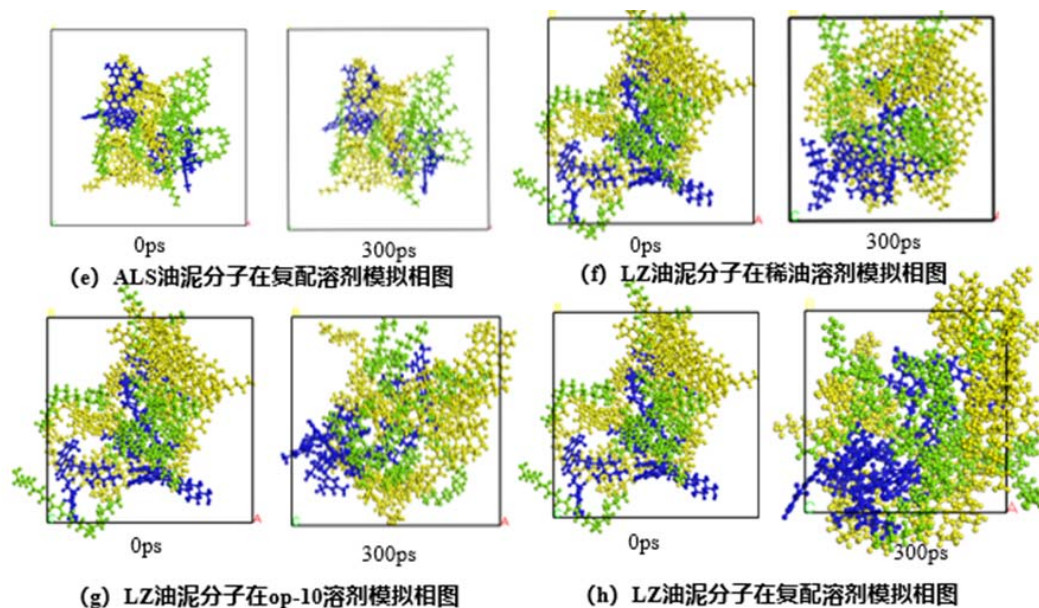 0ps
300ps
0ps
300ps
(e) ALS油泥分子在复配溶剂模拟相图
(f) LZ油泥分子在稀油溶剂模拟相图
0ps
300ps
0ps
300ps
(g) LZ油泥分子在op-10溶剂模拟相图
(h) LZ油泥分子在复配溶剂模拟相图